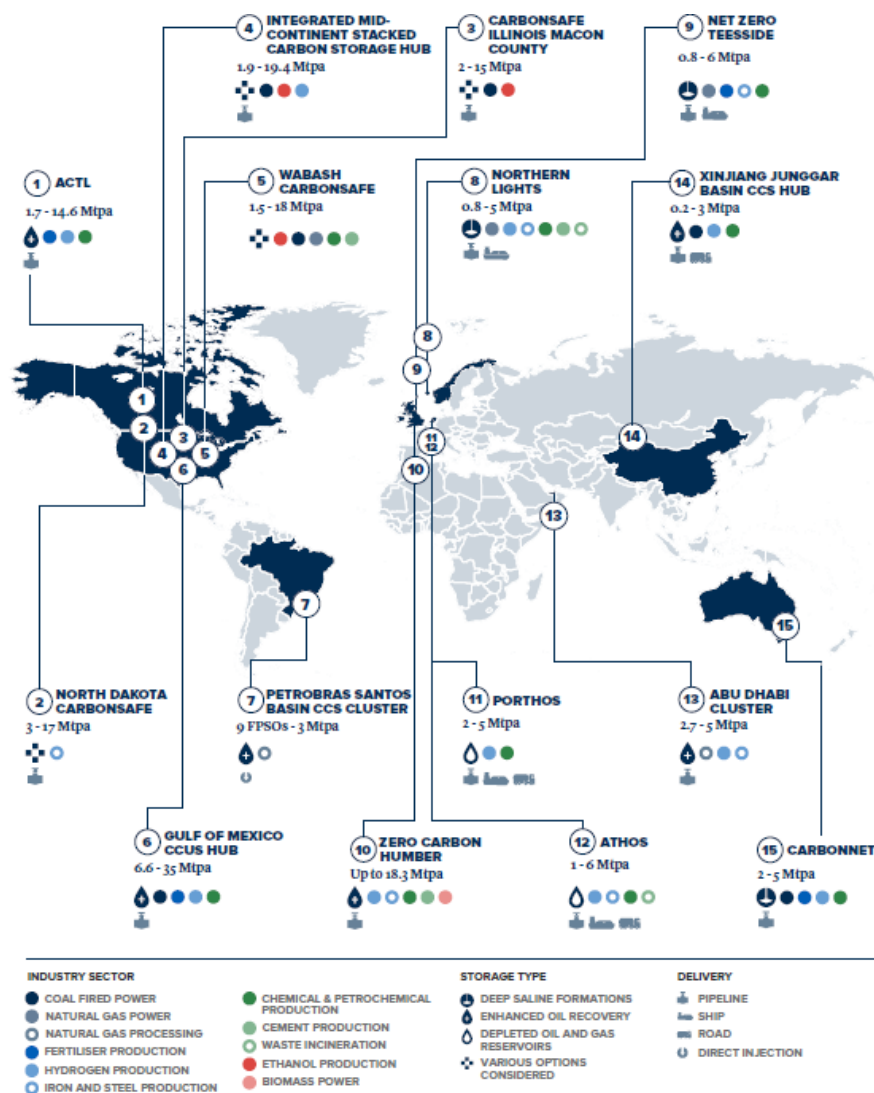 4 INTEGRATED MID-
CONTINENT STACKED
CARBON STORAGE HUB
1.9 - 19.4 Mtpa
3 CARBONSAFE
ILLINOIS MACON
COUNTY
2 - 15 Mtpa
9 NET ZERO
TEESSIDE
0.8 - 6 Mtpa
1 ACTL
1.7 - 14.6 Mtpa
5 WABASH
CARBONSAFE
1.5 - 18 Mtpa
8 NORTHERN
LIGHTS
0.8 - 5 Mtpa
14 XINJIANG JUNGGAR
BASIN CCS HUB
0.2 - 3 Mtpa
8
9
1
2
3
4
5
6
11
12
10
14
13
7
15
2 NORTH DAKOTA
CARBONSAFE
3 - 17 Mtpa
7 PETROBRAS SANTOS
BASIN CCS CLUSTER
9 FPSOs - 3 Mtpa
11 PORTHOS
2 - 5 Mtpa
13 ABU DHABI
CLUSTER
2.7 - 5 Mtpa
6 GULF OF MEXICO
CCUS HUB
6.6 - 35 Mtpa
10 ZERO CARBON
HUMBER
Up to 18.3 Mtpa
12 ATHOS
1 - 6 Mtpa
15 CARBONNET
2 - 5 Mtpa
INDUSTRY SECTOR
COAL FIRED POWER
NATURAL GAS POWER
NATURAL GAS PROCESSING
FERTILISER PRODUCTION
HYDROGEN PRODUCTION
IRON AND STEEL PRODUCTION
CHEMICAL & PETROCHEMICAL
PRODUCTION
CEMENT PRODUCTION
WASTE INCINERATION
ETHANOL PRODUCTION
BIOMASS POWER
STORAGE TYPE
DEEP SALINE FORMATIONS
ENHANCED OIL RECOVERY
DEPLETED OIL AND GAS
RESERVOIRS
VARIOUS OPTIONS
CONSIDERED
DELIVERY
PIPELINE
SHIP
ROAD
DIRECT INJECTION